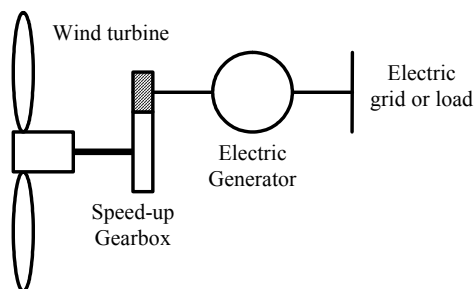 Wind turbine
Electric
grid or load
Electric
Generator
Speed-up
Gearbox